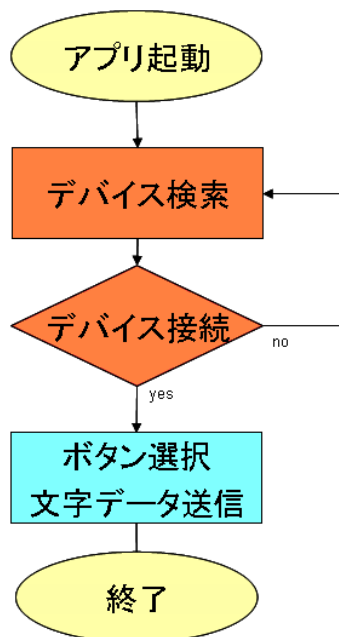 アプリ起動
デバイス検索
デバイス接続
no
yes
ボタン選択
文字データ送信
終了